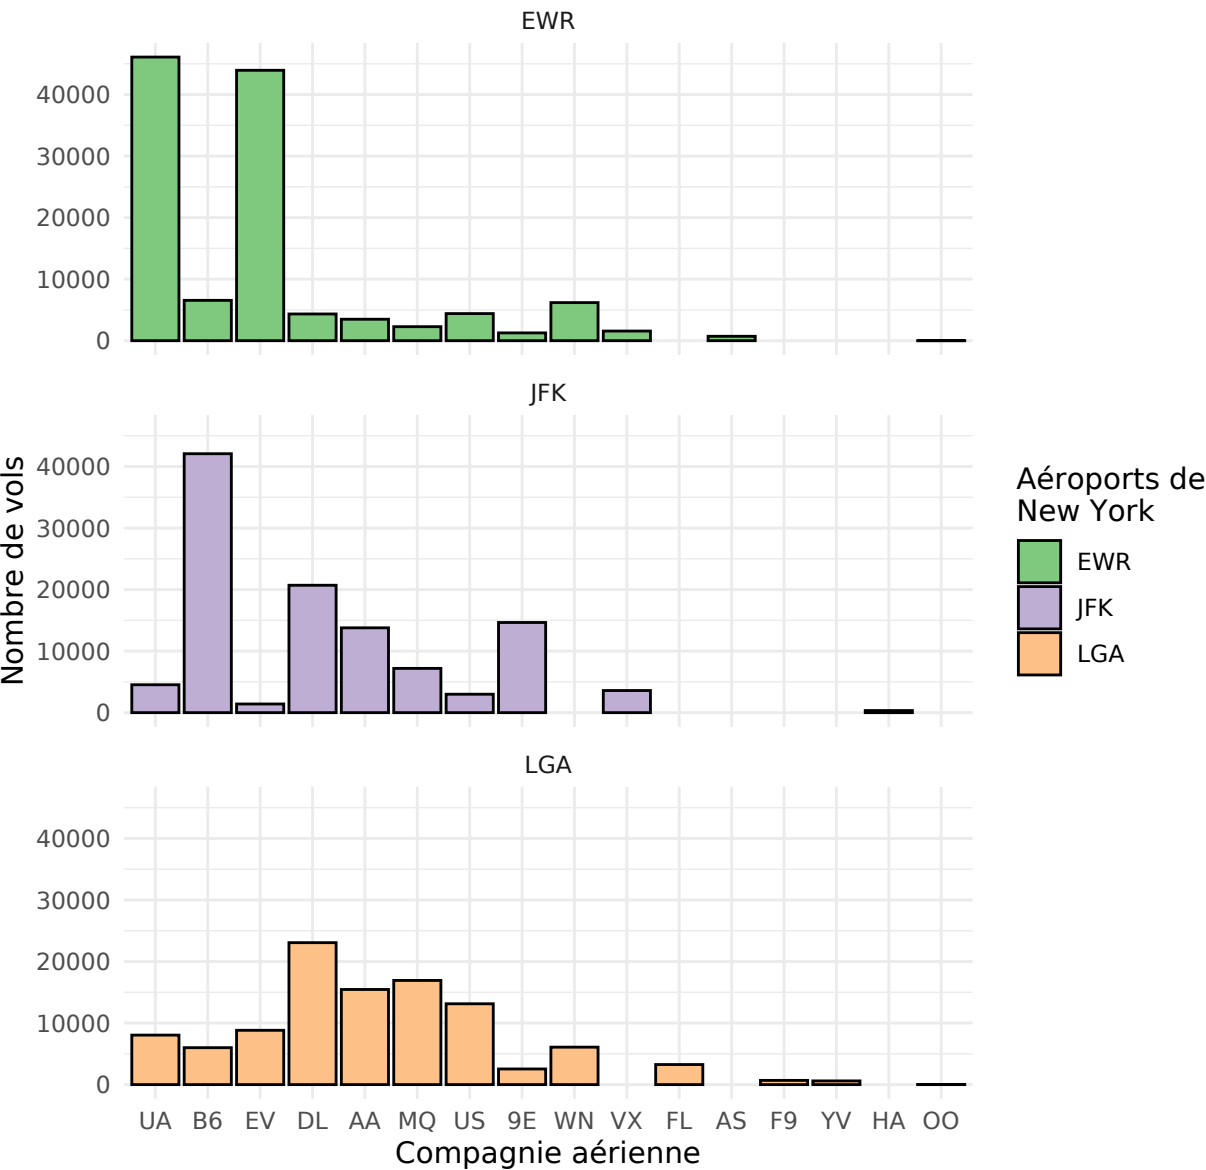 EWR
40000
30000
20000
10000
0
JFK
40000
30000
20000
10000
0
LGA
40000
30000
20000
10000
0
UA B6 EV DL AA MQ US 9E WN VX FL AS F9 YV HA OO
Compagnie aérienne
Nombre de vols
Aéroports de
New York
EWR
JFK
LGA